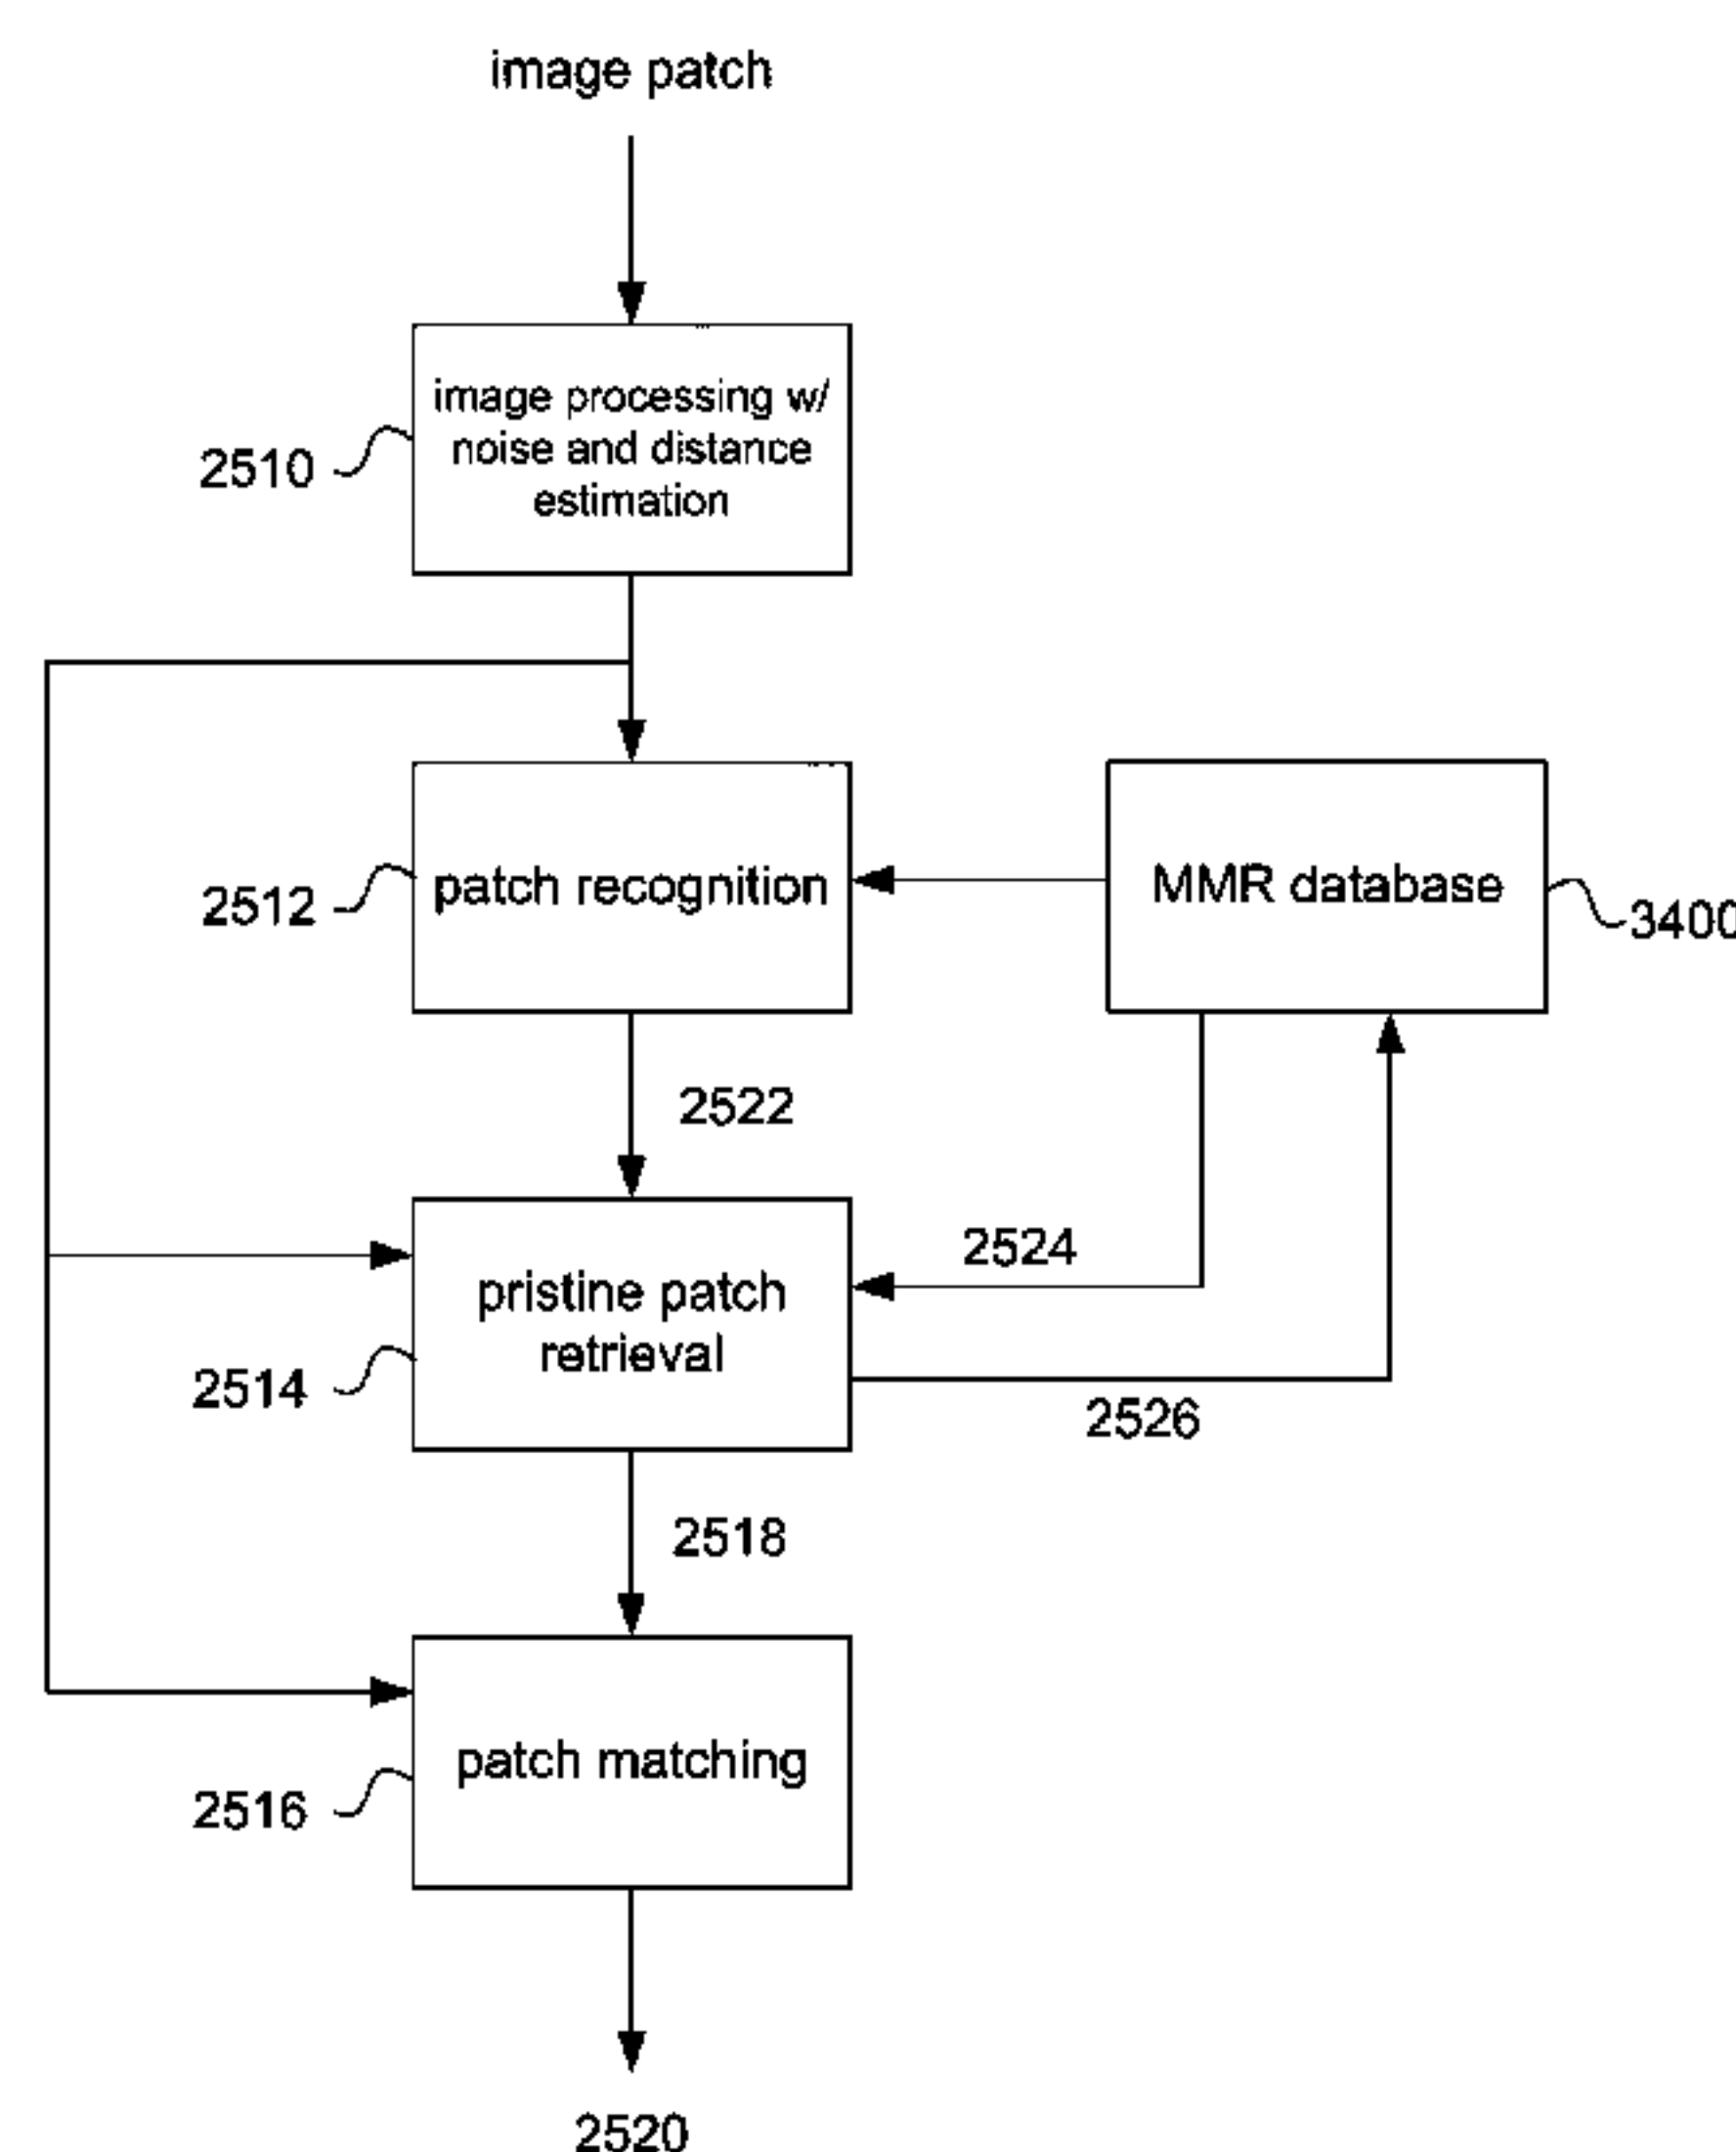 image patch
image processing w/
noise and distance
estimation
2510
patch recognition
2512
MMR database
3400
2522
2524
pristine patch
retrieval
2514
2526
2518
patch matching
2516
2520